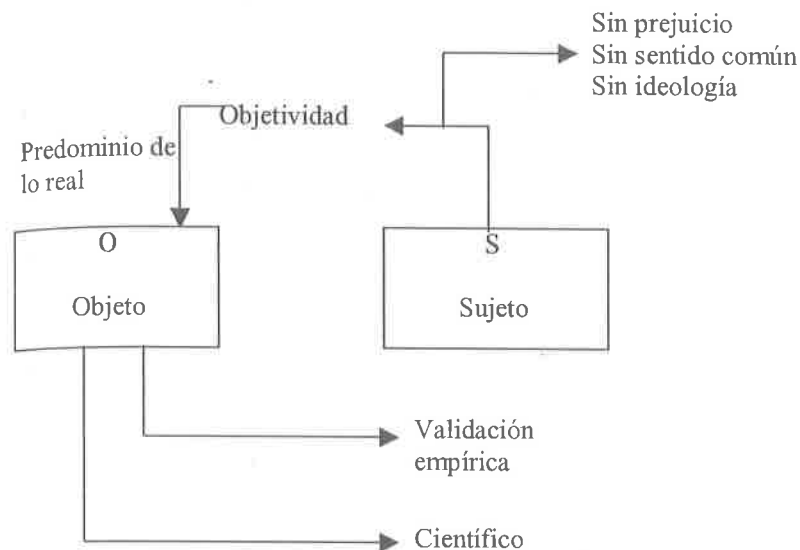 Sin prejuicio
Sin sentido común
Sin ideología
Objetividad
Predominio de
lo real
O
Objeto
S
Sujeto
Validación
empírica
Científico